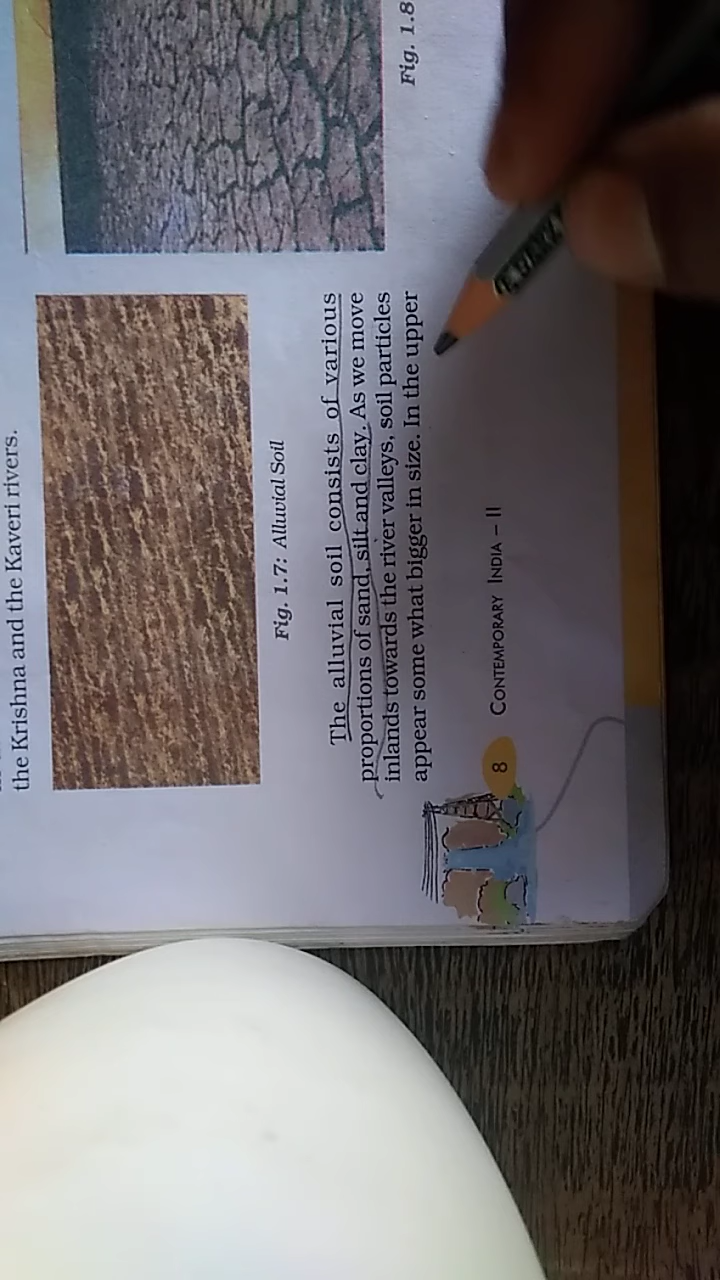 the Krishna and the Kaveri rivers.
Fig. 1.7: Alluvial Soil
The alluvial soil consists of various
proportions of sand, silt and clay. As we move
inlands towards the river valleys, soil particles
appear some what bigger in size. In the upper
8 CONTEMPORARY INDIA – II
Fig. 1.8